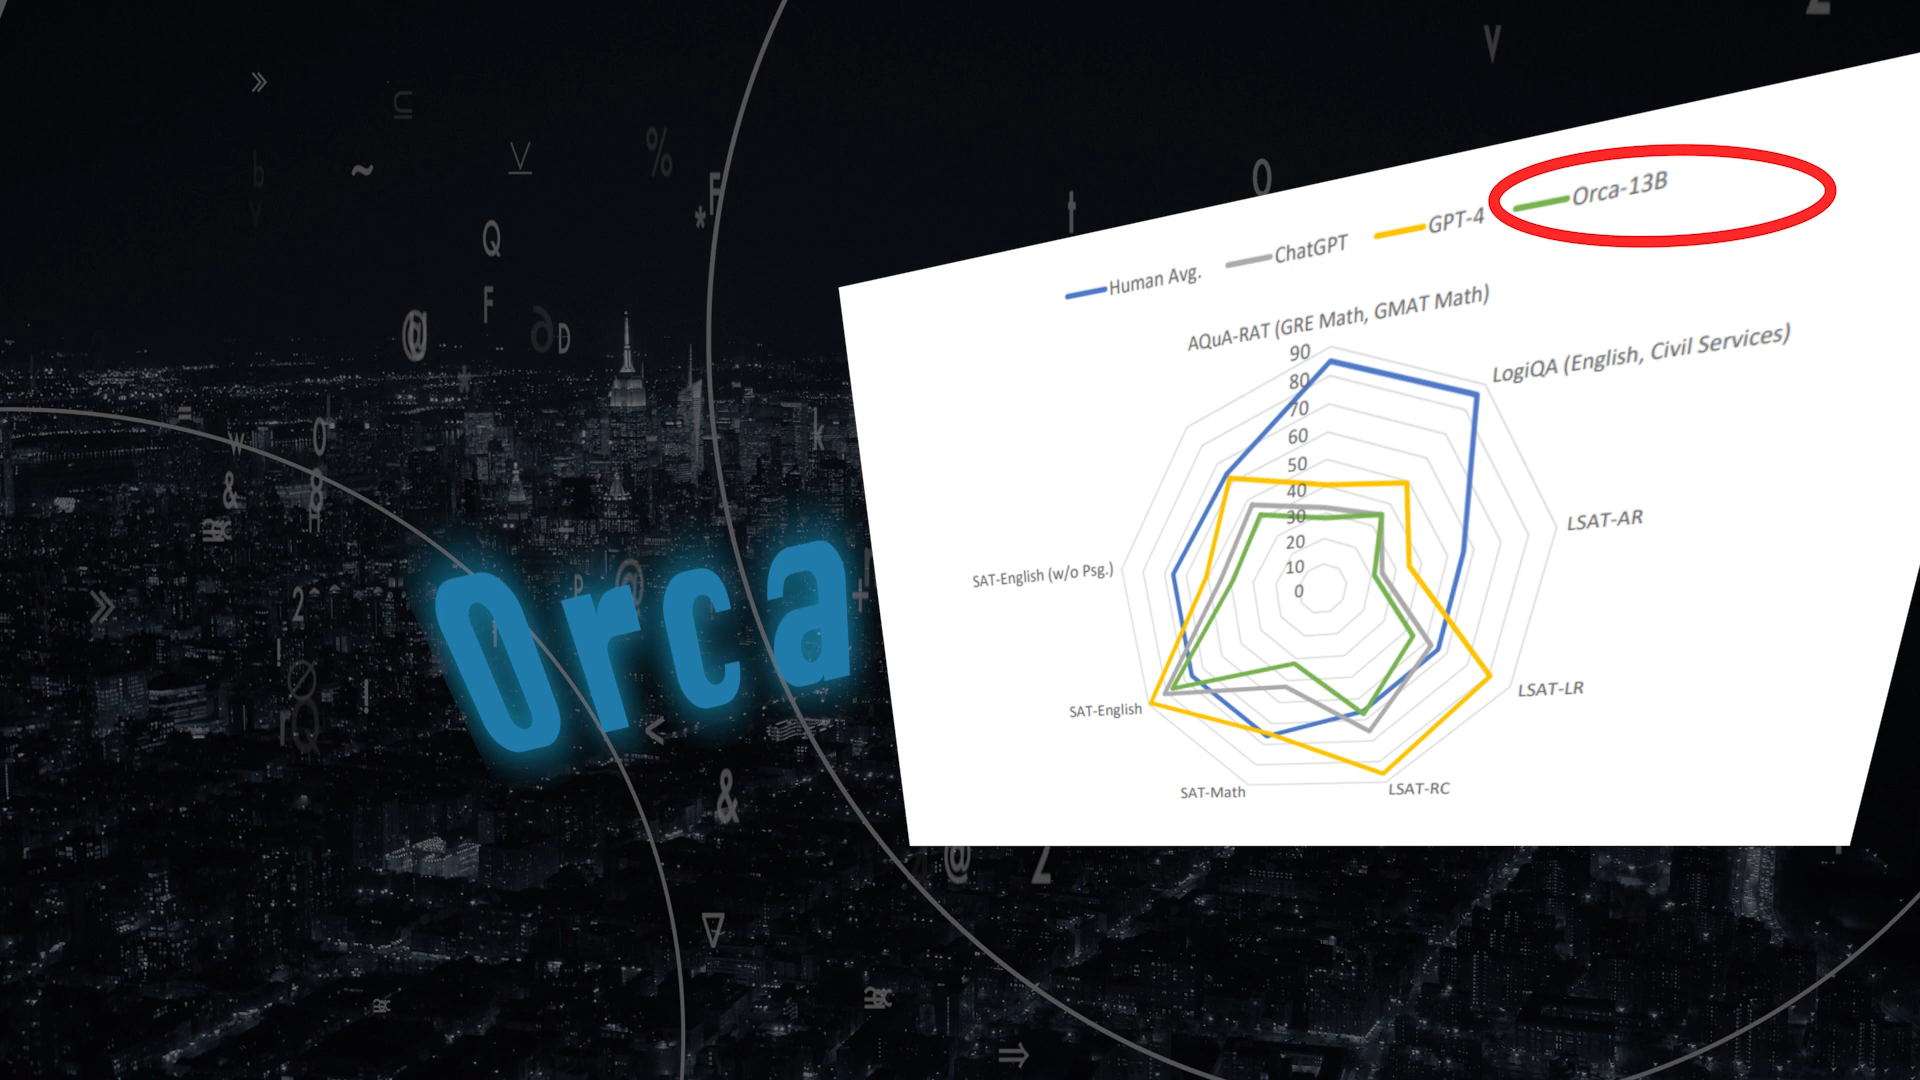 Orca
Human Avg. ChatGPT GPT-4 Orca-13B
AQuA-RAT (GRE Math, GMAT Math)
LogiQA (English, Civil Services)
LSAT-AR
LSAT-LR
LSAT-RC
SAT-Math
SAT-English
SAT-English (w/o Psg.)
90
80
70
60
50
40
30
20
10
0